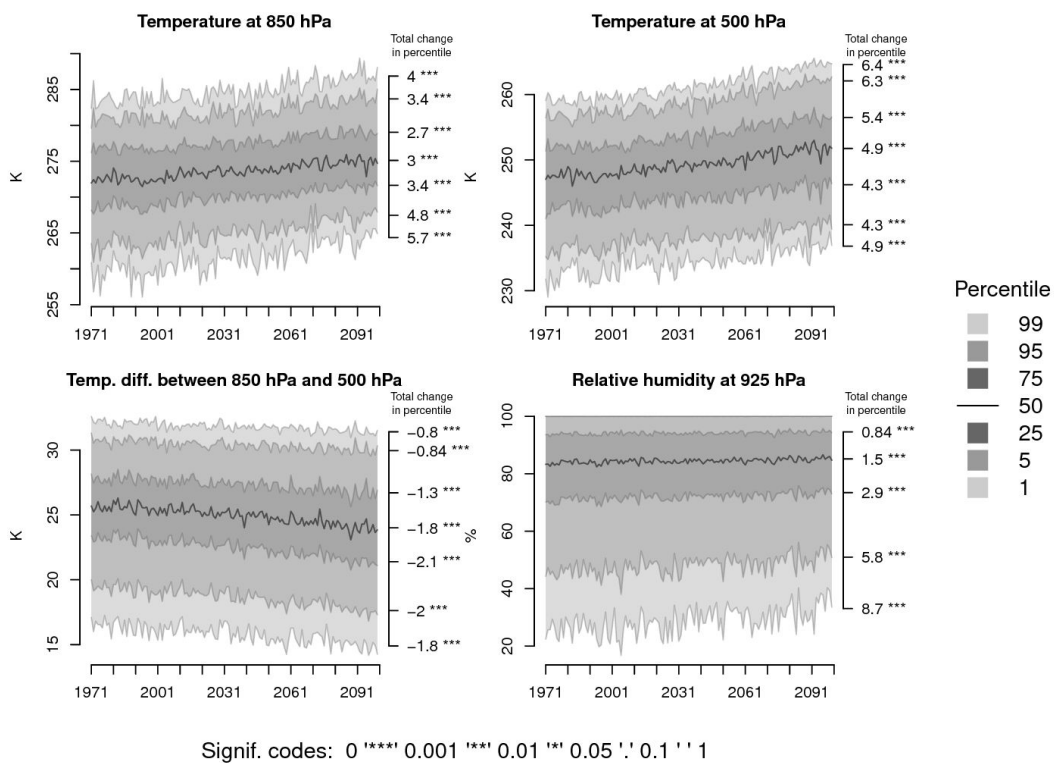 Temperature at 850 hPa
Total change
in percentile
K
285
275
265
255
4 ***
3.4 ***
2.7 ***
3 ***
3.4 ***
4.8 ***
5.7 ***
1971 2001 2031 2061 2091
Temperature at 500 hPa
Total change
in percentile
K
260
250
240
230
6.4 ***
6.3 ***
5.4 ***
4.9 ***
4.3 ***
4.3 ***
4.9 ***
1971 2001 2031 2061 2091
Temp. diff. between 850 hPa and 500 hPa
Total change
in percentile
K
30
25
20
15
−0.8 ***
−0.84 ***
−1.3 ***
−1.8 ***
−2.1 ***
−2 ***
−1.8 ***
1971 2001 2031 2061 2091
Relative humidity at 925 hPa
Total change
in percentile
%
100
80
60
40
20
0.84 ***
1.5 ***
2.9 ***
5.8 ***
8.7 ***
1971 2001 2031 2061 2091
Percentile
99
95
75
50
25
5
1
Signif. codes: 0 '***' 0.001 '**' 0.01 '*' 0.05 '.' 0.1 ' ' 1